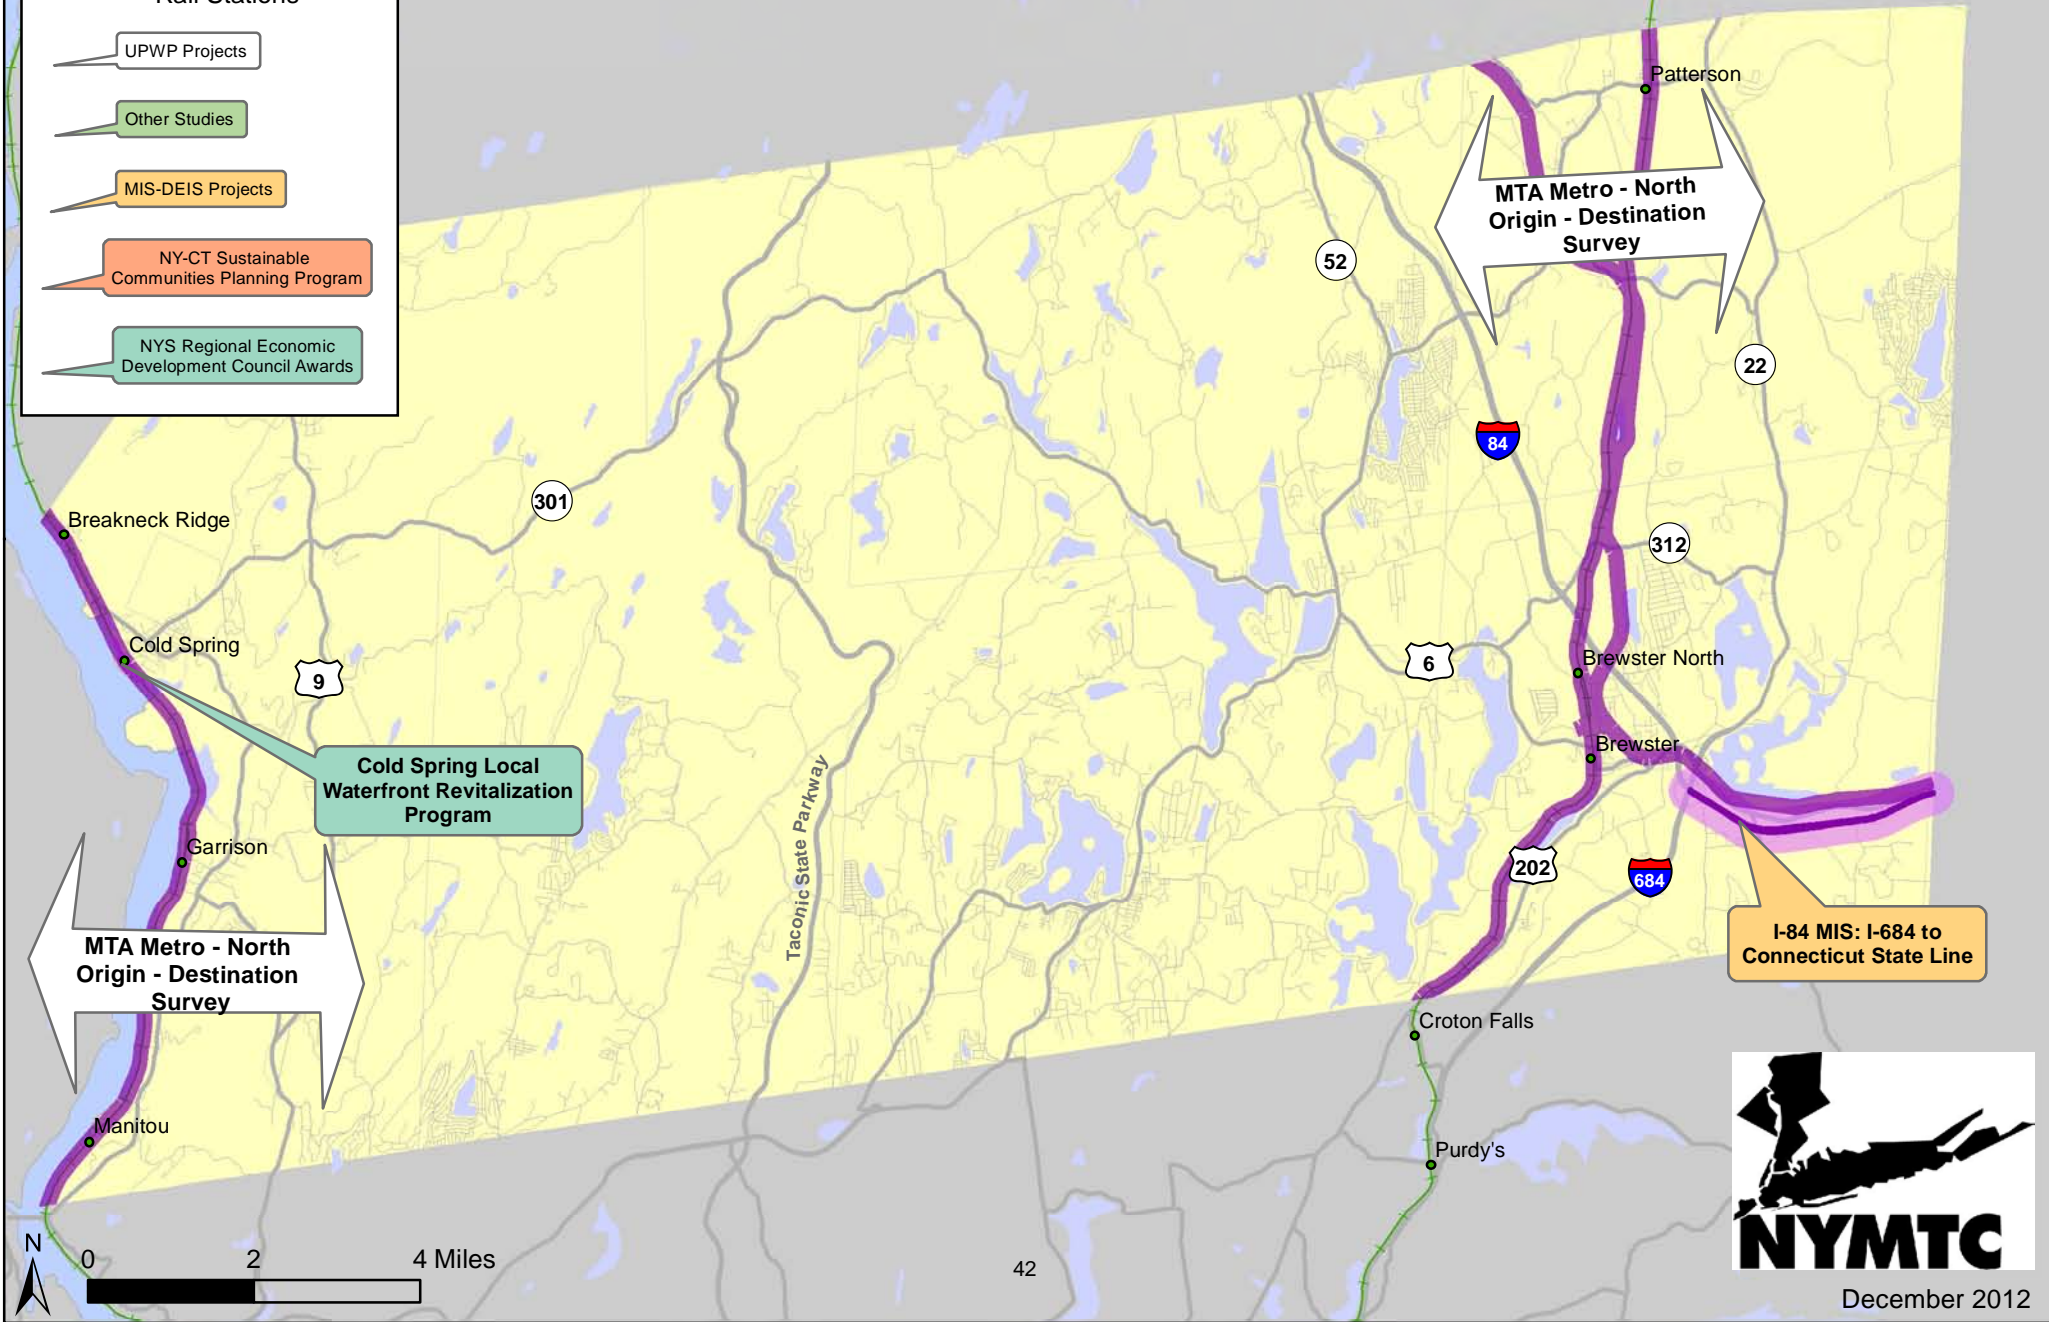 Rail Stations
UPWP Projects
Other Studies
MIS-DEIS Projects
NY-CT Sustainable
Communities Planning Program
NYS Regional Economic
Development Council Awards
Patterson
MTA Metro - North
Origin - Destination
Survey
52
22
84
301
312
Breakneck Ridge
Cold Spring
9
6
Brewster North
Brewster
Cold Spring Local
Waterfront Revitalization
Program
Taconic State Parkway
Garrison
202
684
I-84 MIS: I-684 to
Connecticut State Line
MTA Metro - North
Origin - Destination
Survey
Croton Falls
Manitou
Purdy's
N
0 2 4 Miles
42
NYMTC
December 2012